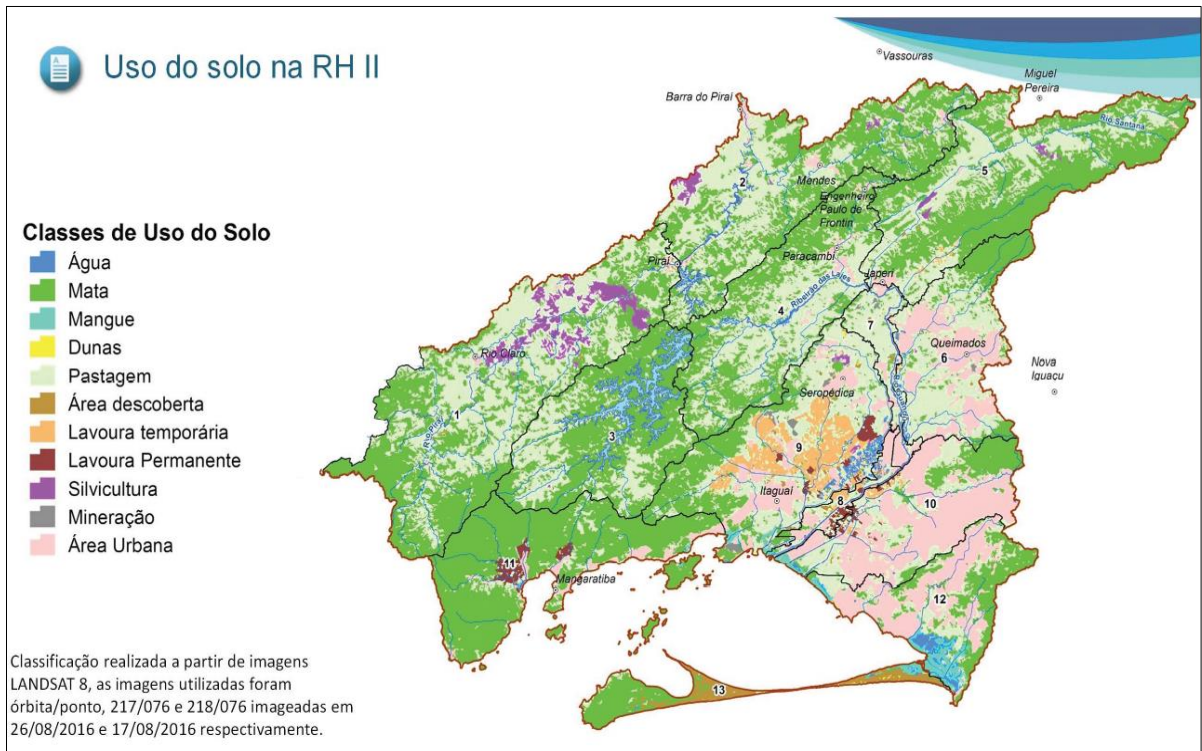 Uso do solo na RH II
Vassouras
Miguel
Pereira
Barra do Piraí
Rio Santana
5
2
Mendes
Engenheiro
Paulo de
Frontin
Paracambi
Piraí
Japeri
Ribeirão das Lajes
4
7
Queimados
6
Nova
Iguaçu
Rio Claro
Seropédica
1
Rio Piraí
3
9
Itaguaí
8
10
11
Mangaratiba
12
13
Classes de Uso do Solo
Água
Mata
Mangue
Dunas
Pastagem
Área descoberta
Lavoura temporária
Lavoura Permanente
Silvicultura
Mineração
Área Urbana
Classificação realizada a partir de imagens
LANDSAT 8, as imagens utilizadas foram
órbita/ponto, 217/076 e 218/076 imageadas em
26/08/2016 e 17/08/2016 respectivamente.